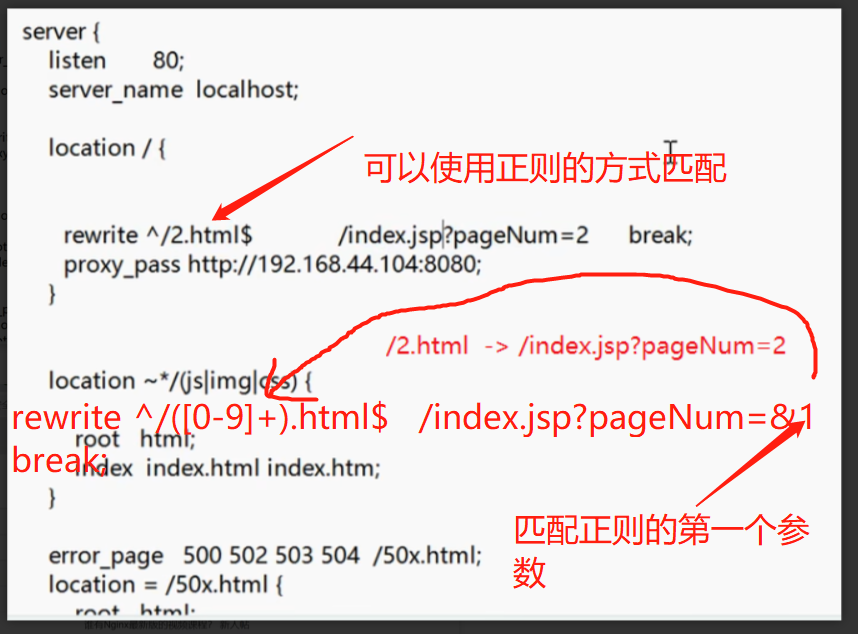 server {
listen 80;
server_name localhost;
location / {
可以使用正则的方式匹配
rewrite ^/2.html$ /index.jsp?pageNum=2 break;
proxy_pass http://192.168.44.104:8080;
}
/2.html -> /index.jsp?pageNum=2
location ~*/(js|img|css) {
rewrite ^/([0-9]+).html$ /index.jsp?pageNum=&1
break;
root html;
index index.html index.htm;
}
匹配正则的第一个参
数
error_page 500 502 503 504 /50x.html;
location = /50x.html {
root html;